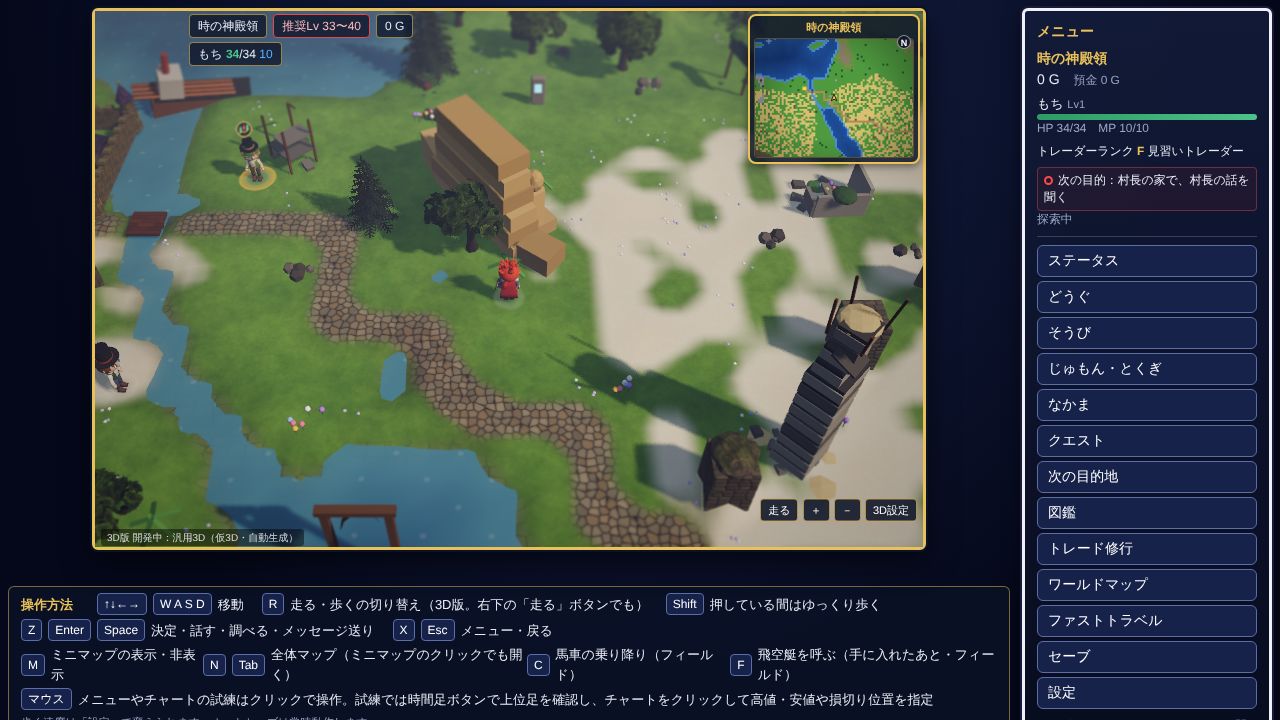 時の神殿領
推奨Lv 33〜40
0 G
もち 34/34 10
時の神殿領
N
走る
+
－
3D設定
3D版 開発中：汎用3D（仮3D・自動生成）
メニュー
時の神殿領
0 G 預金 0 G
もち Lv1
HP 34/34 MP 10/10
トレーダーランク F 見習いトレーダー
次の目的：村長の家で、村長の話を
聞く
探索中
ステータス
どうぐ
そうび
じゅもん・とくぎ
なかま
クエスト
次の目的地
図鑑
トレード修行
ワールドマップ
ファストトラベル
セーブ
設定
操作方法 ↑↓←→ W A S D 移動 R 走る・歩くの切り替え（3D版。右下の「走る」ボタンでも） Shift 押している間はゆっくり歩く
Z Enter Space 決定・話す・調べる・メッセージ送り X Esc メニュー・戻る
M ミニマップの表示・非表示 N Tab 全体マップ（ミニマップのクリックでも開く） C 馬車の乗り降り（フィールド） F 飛空艇を呼ぶ（手に入れたあと・フィールド）
マウス メニューやチャートの試練はクリックで操作。試練では時間足ボタンで上位足を確認し、チャートをクリックして高値・安値や損切り位置を指定